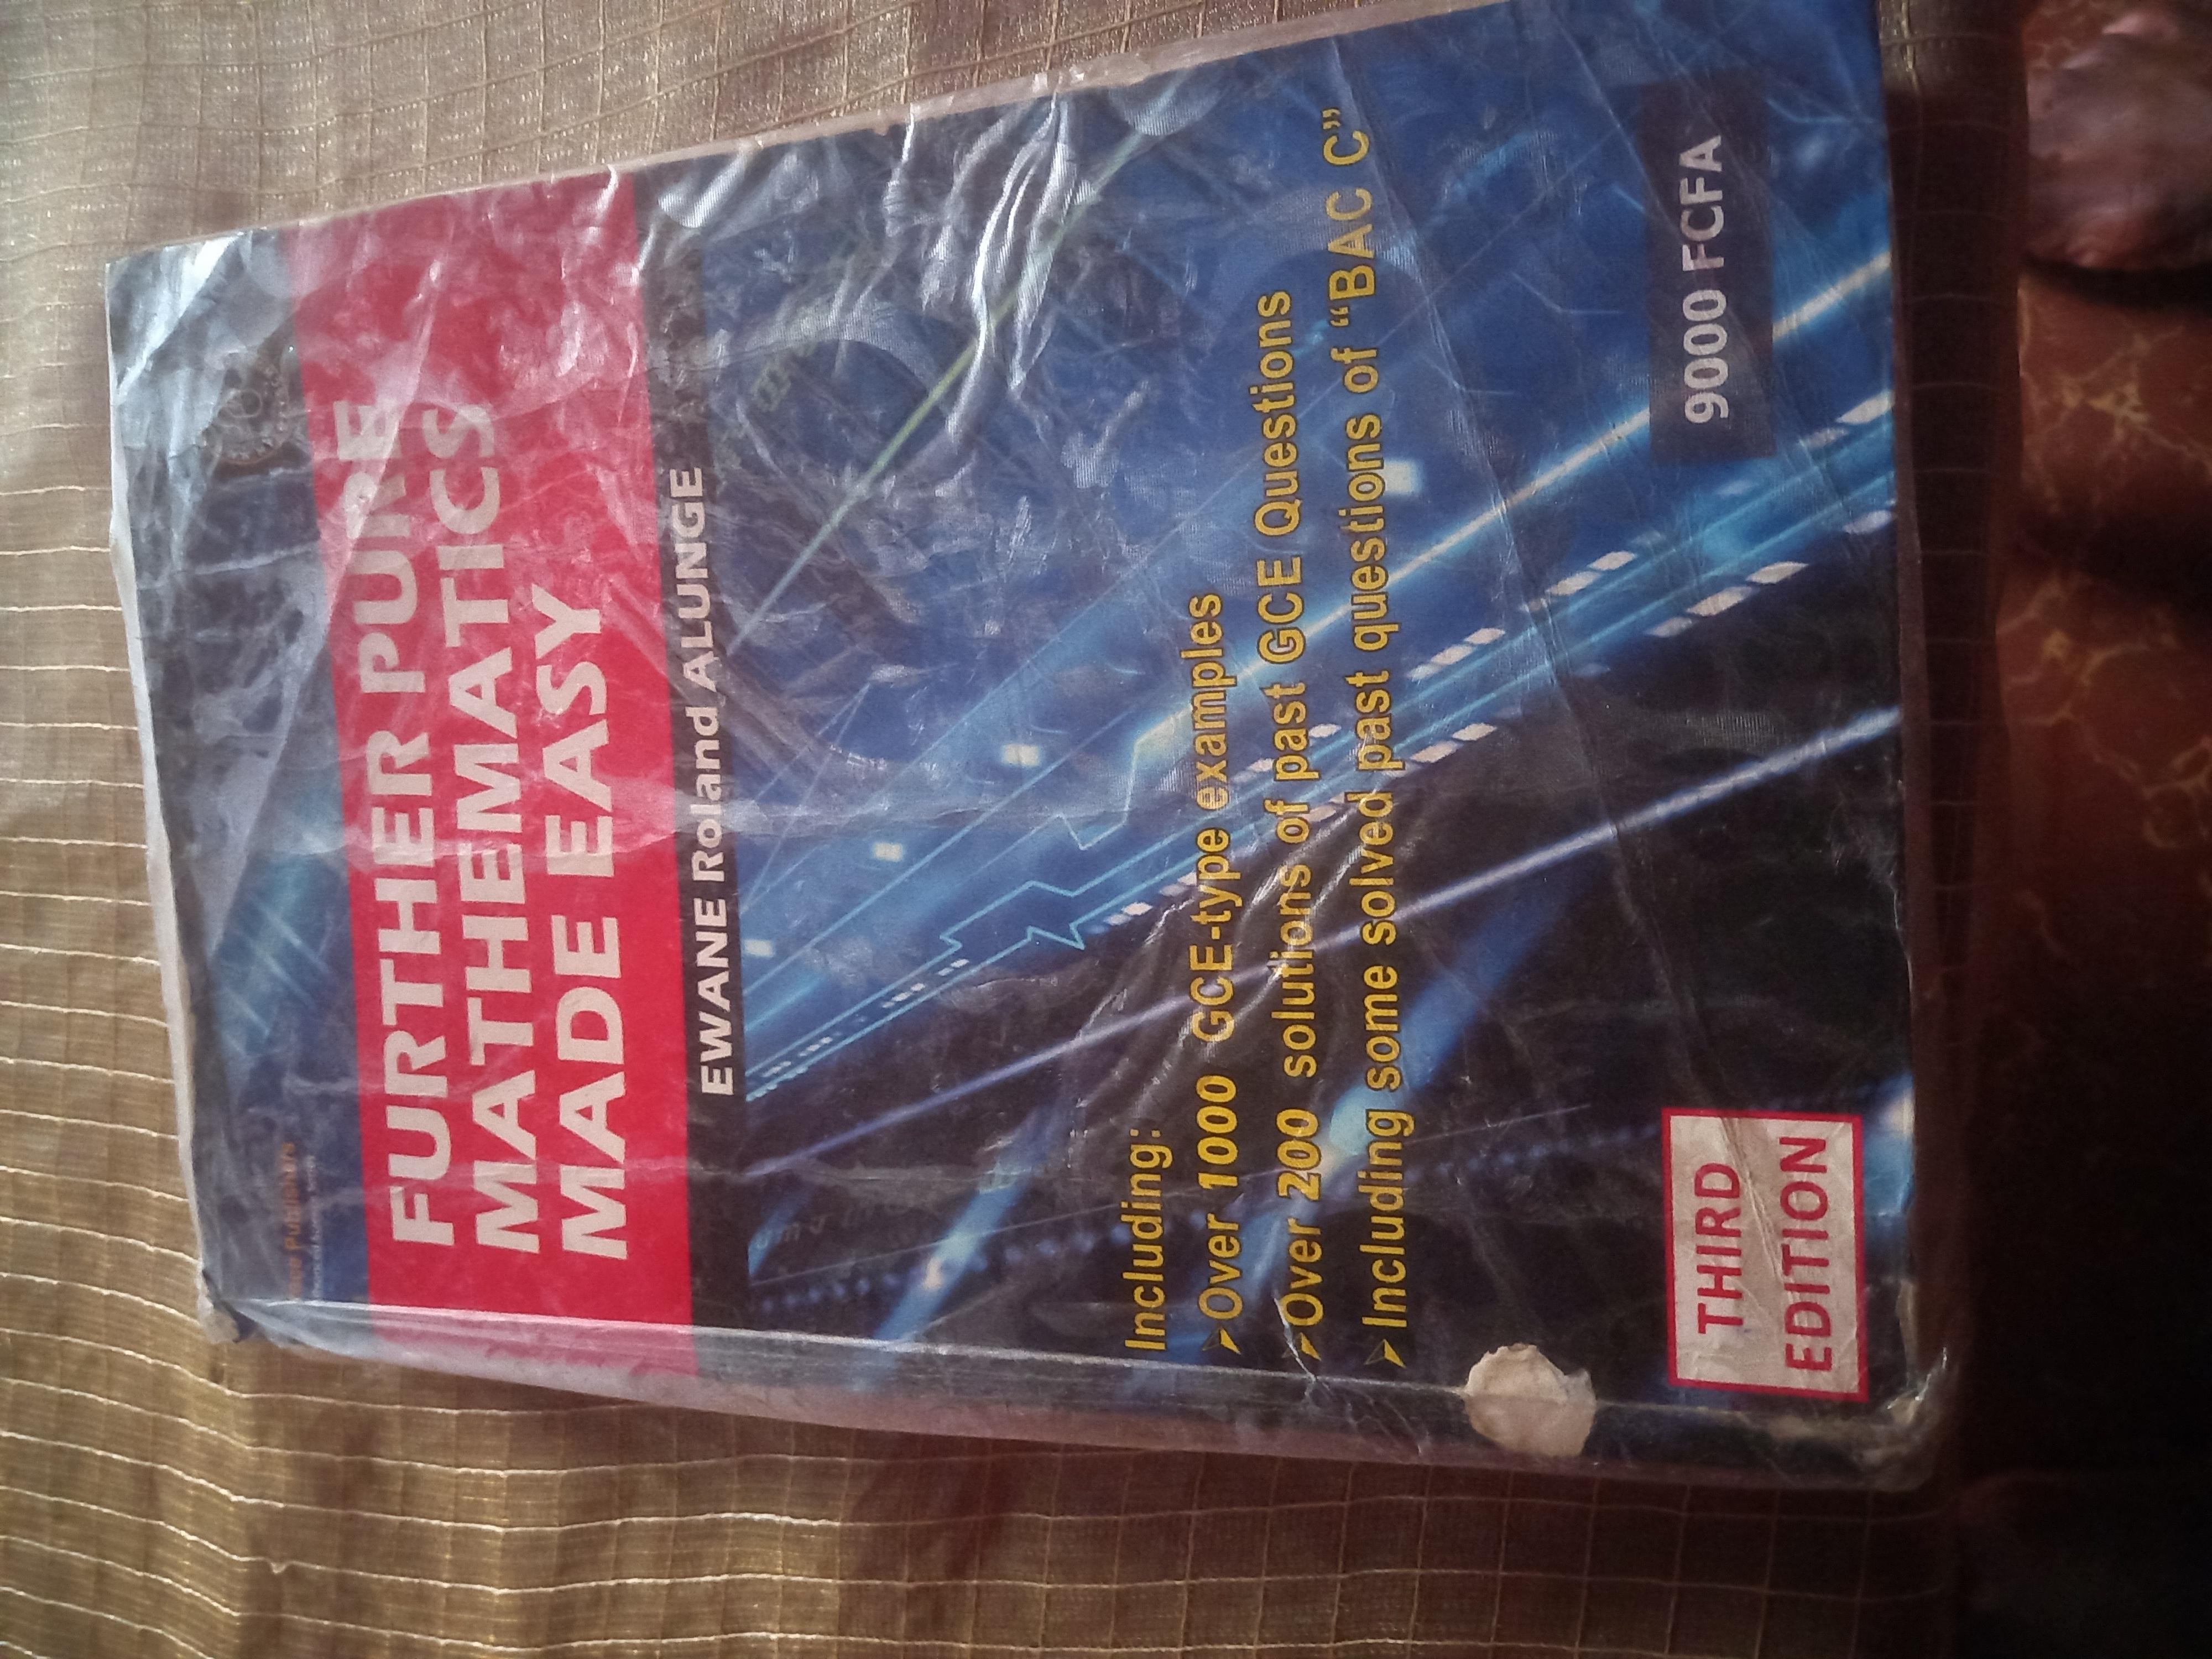 FURTHER PURE
MATHEMATICS
MADE EASY
EWANE Roland ALUNGE
Including:
➢Over 1000 GCE-type examples
➢Over 200 solutions of past GCE Questions
➢Including some solved past questions of “BAC C”
THIRD
EDITION
9000 FCFA